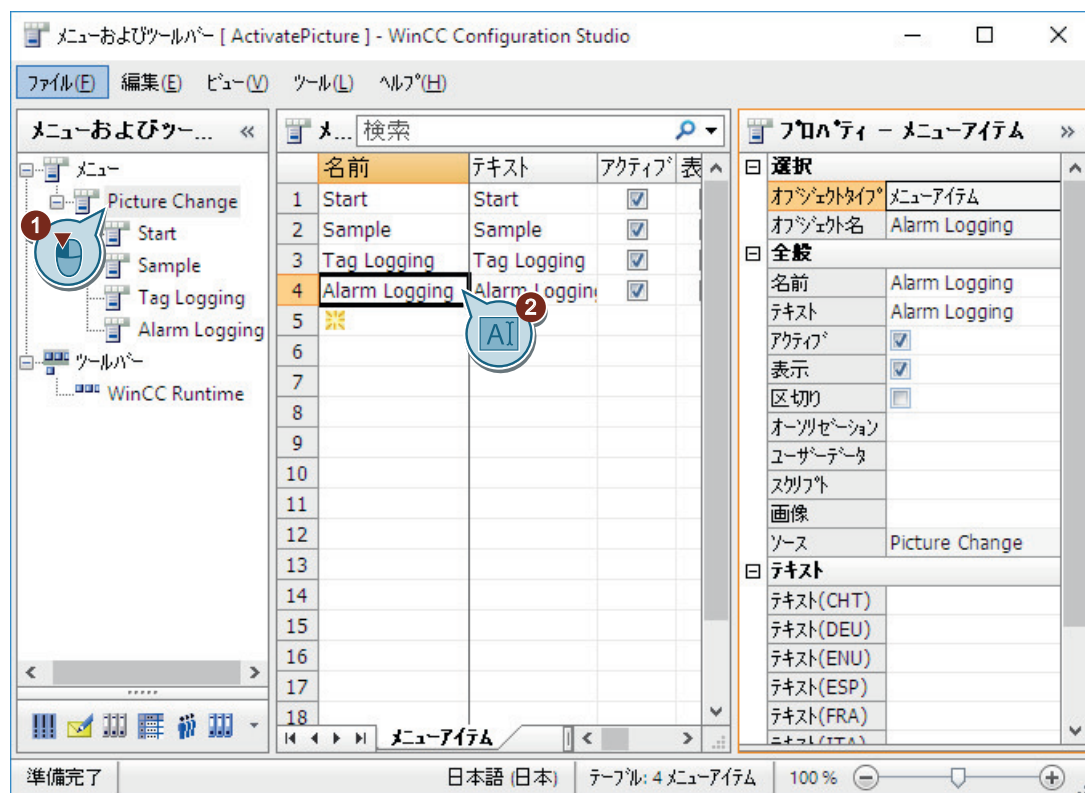 メニューおよびツールバー [ ActivatePicture ] - WinCC Configuration Studio
ファイル(F) 編集(E) ビュー(V) ツール(L) ヘルプ(H)
メニューおよびツー... «
メニュー
Picture Change
Start
Sample
Tag Logging
Alarm Logging
ツールバー
WinCC Runtime
1
メ... 検索
名前 テキスト アクティブ 表
1 Start Start
2 Sample Sample
3 Tag Logging Tag Logging
4 Alarm Logging Alarm Loggin
2
AI
5
6
7
8
9
10
11
12
13
14
15
16
17
18
メニューアイテム
プロパティ - メニューアイテム »
選択
オブジェクトタイプ メニューアイテム
オブジェクト名 Alarm Logging
全般
名前 Alarm Logging
テキスト Alarm Logging
アクティブ
表示
区切り
オーソリゼーション
ユーザーデータ
スクリプト
画像
ソース Picture Change
テキスト
テキスト(CHT)
テキスト(DEU)
テキスト(ENU)
テキスト(ESP)
テキスト(FRA)
テキスト(ITA)
準備完了 日本語 (日本) テーブル: 4 メニューアイテム 100 %